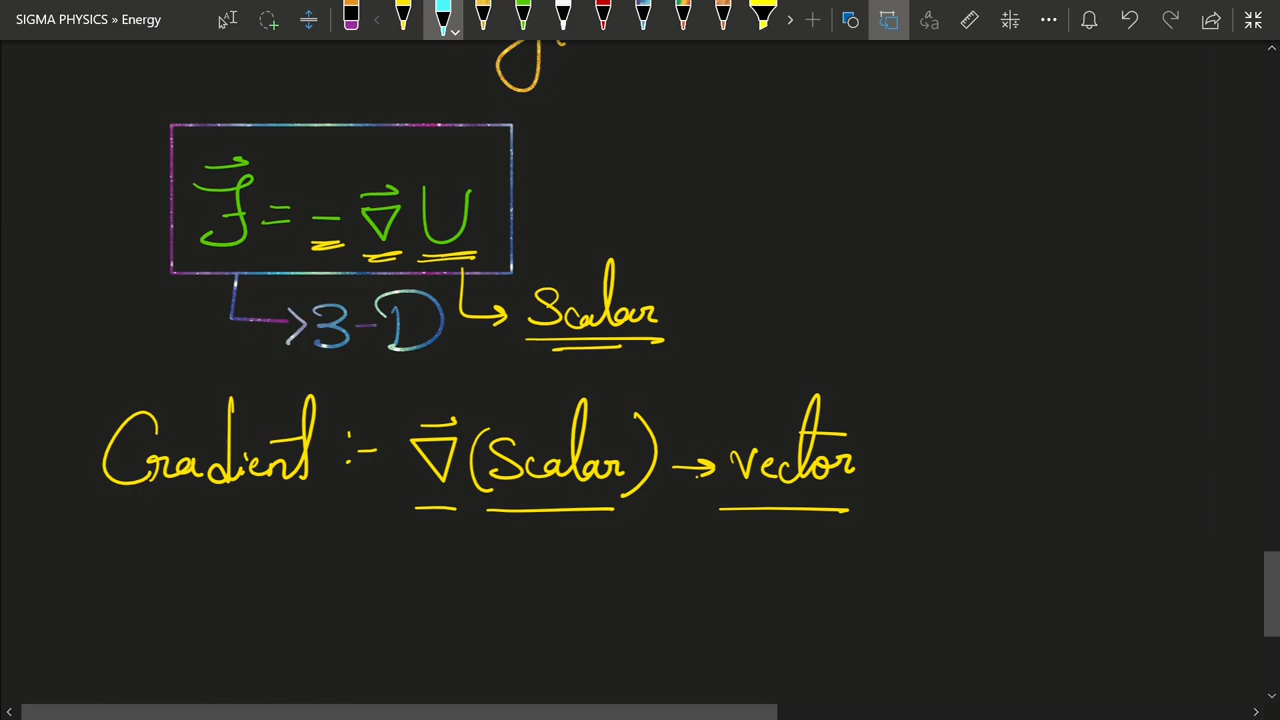 SIGMA PHYSICS » Energy
F⃗ = - ∇⃗ U
>3-D
Scalar
Gradient :- ∇⃗ (Scalar) → vector